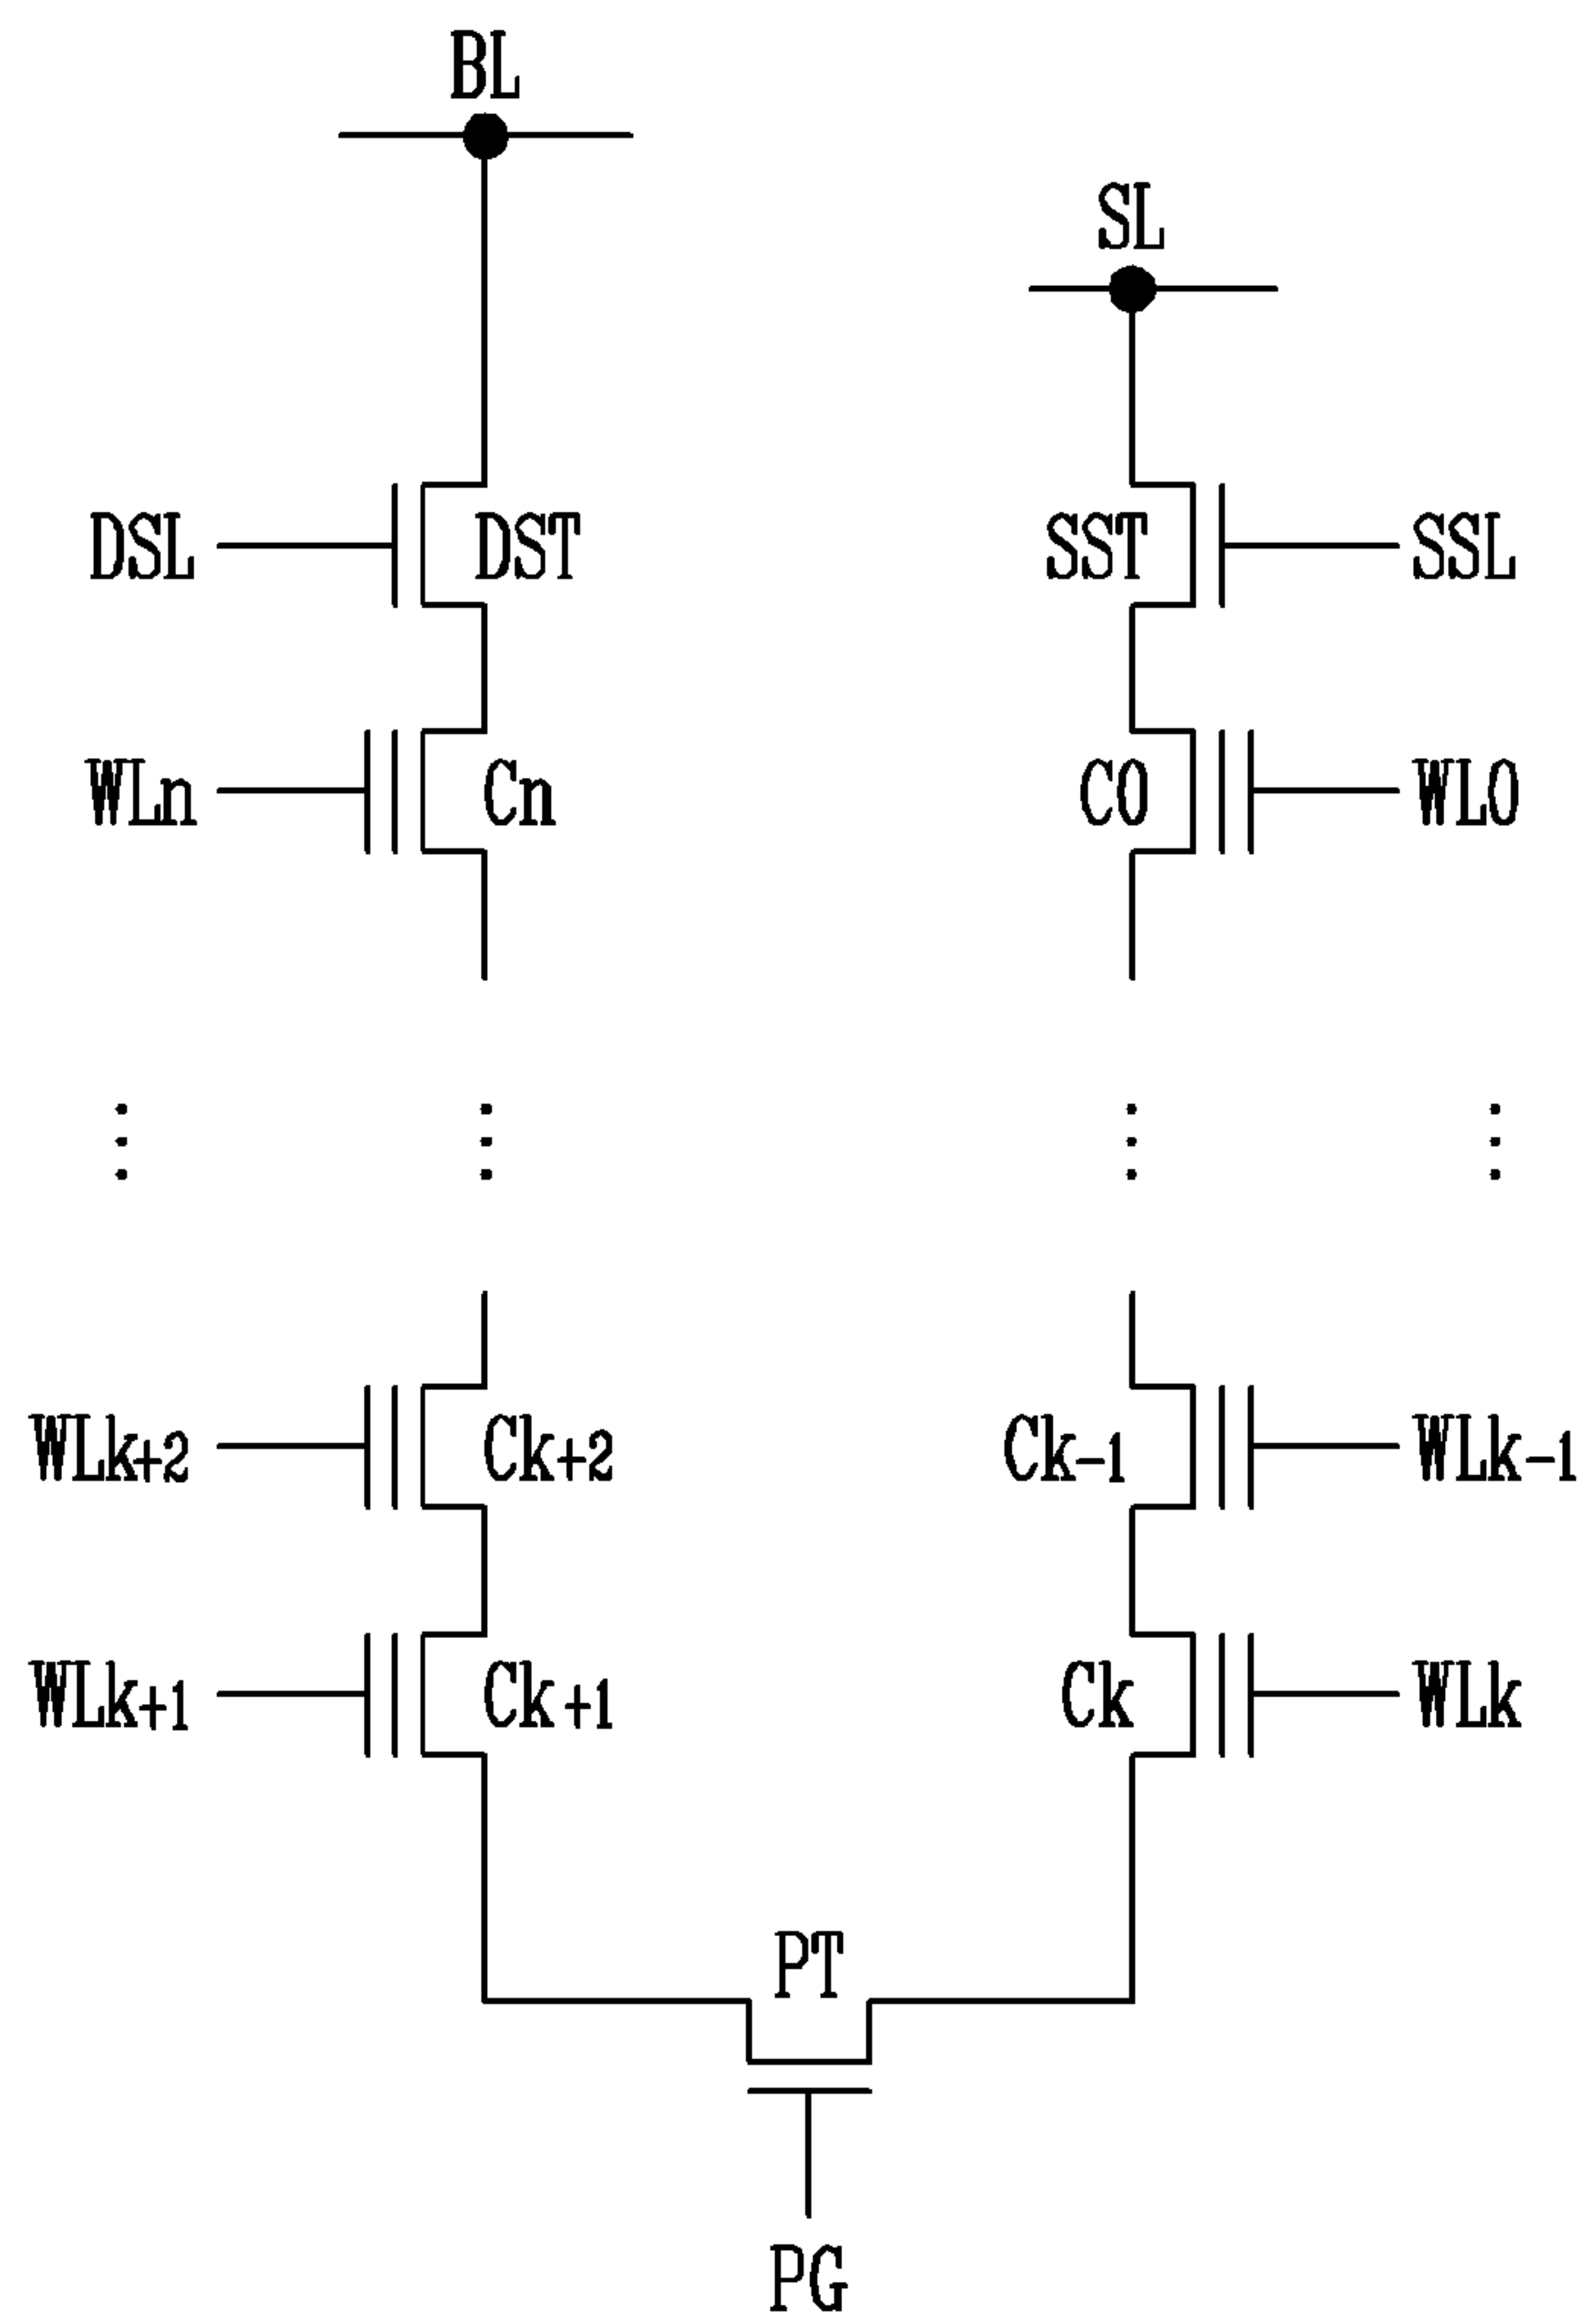 BL
SL
DSL DST SST SSL
WLn Cn C0 WL0
WLk+2 Ck+2 Ck-1 WLk-1
WLk+1 Ck+1 Ck WLk
PT
PG